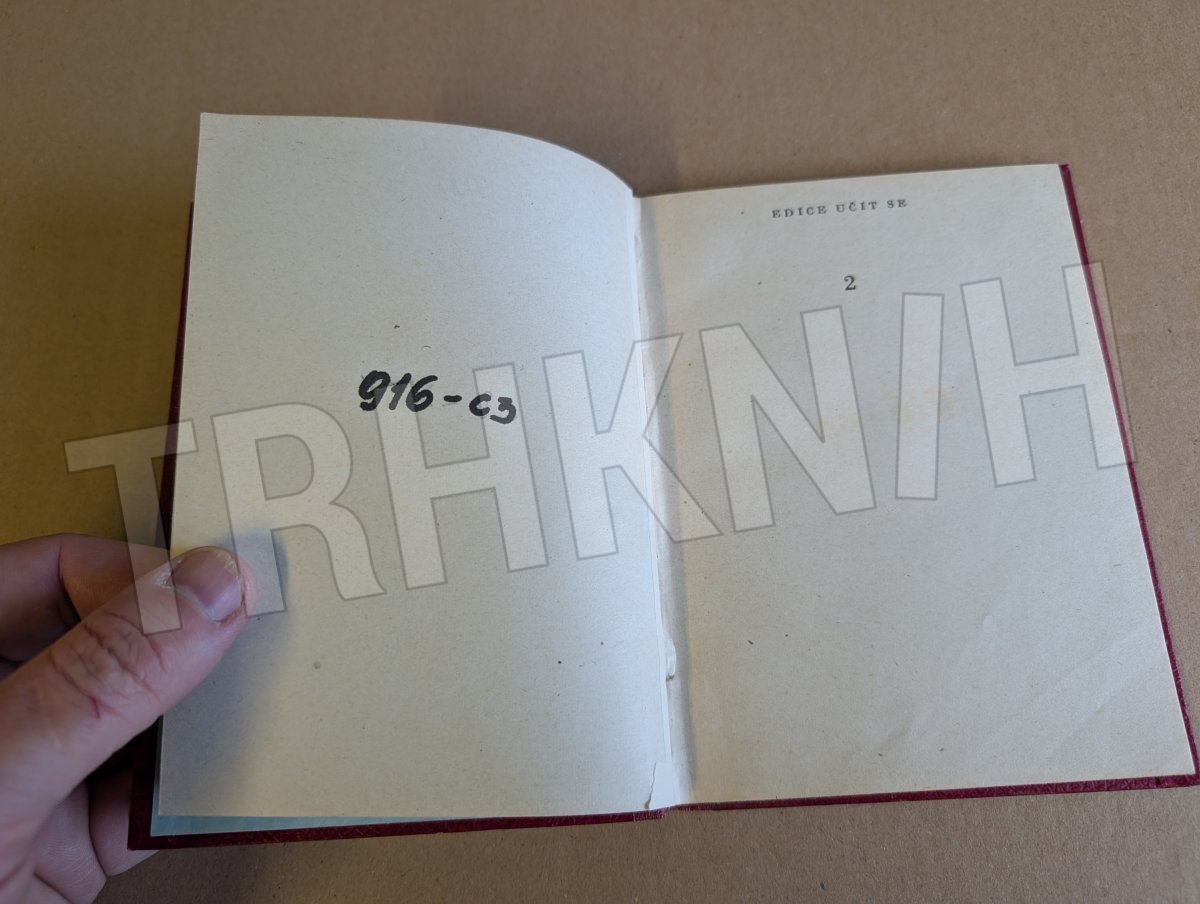 916-c3
EDICE UČIT SE
2
TRHKNIH